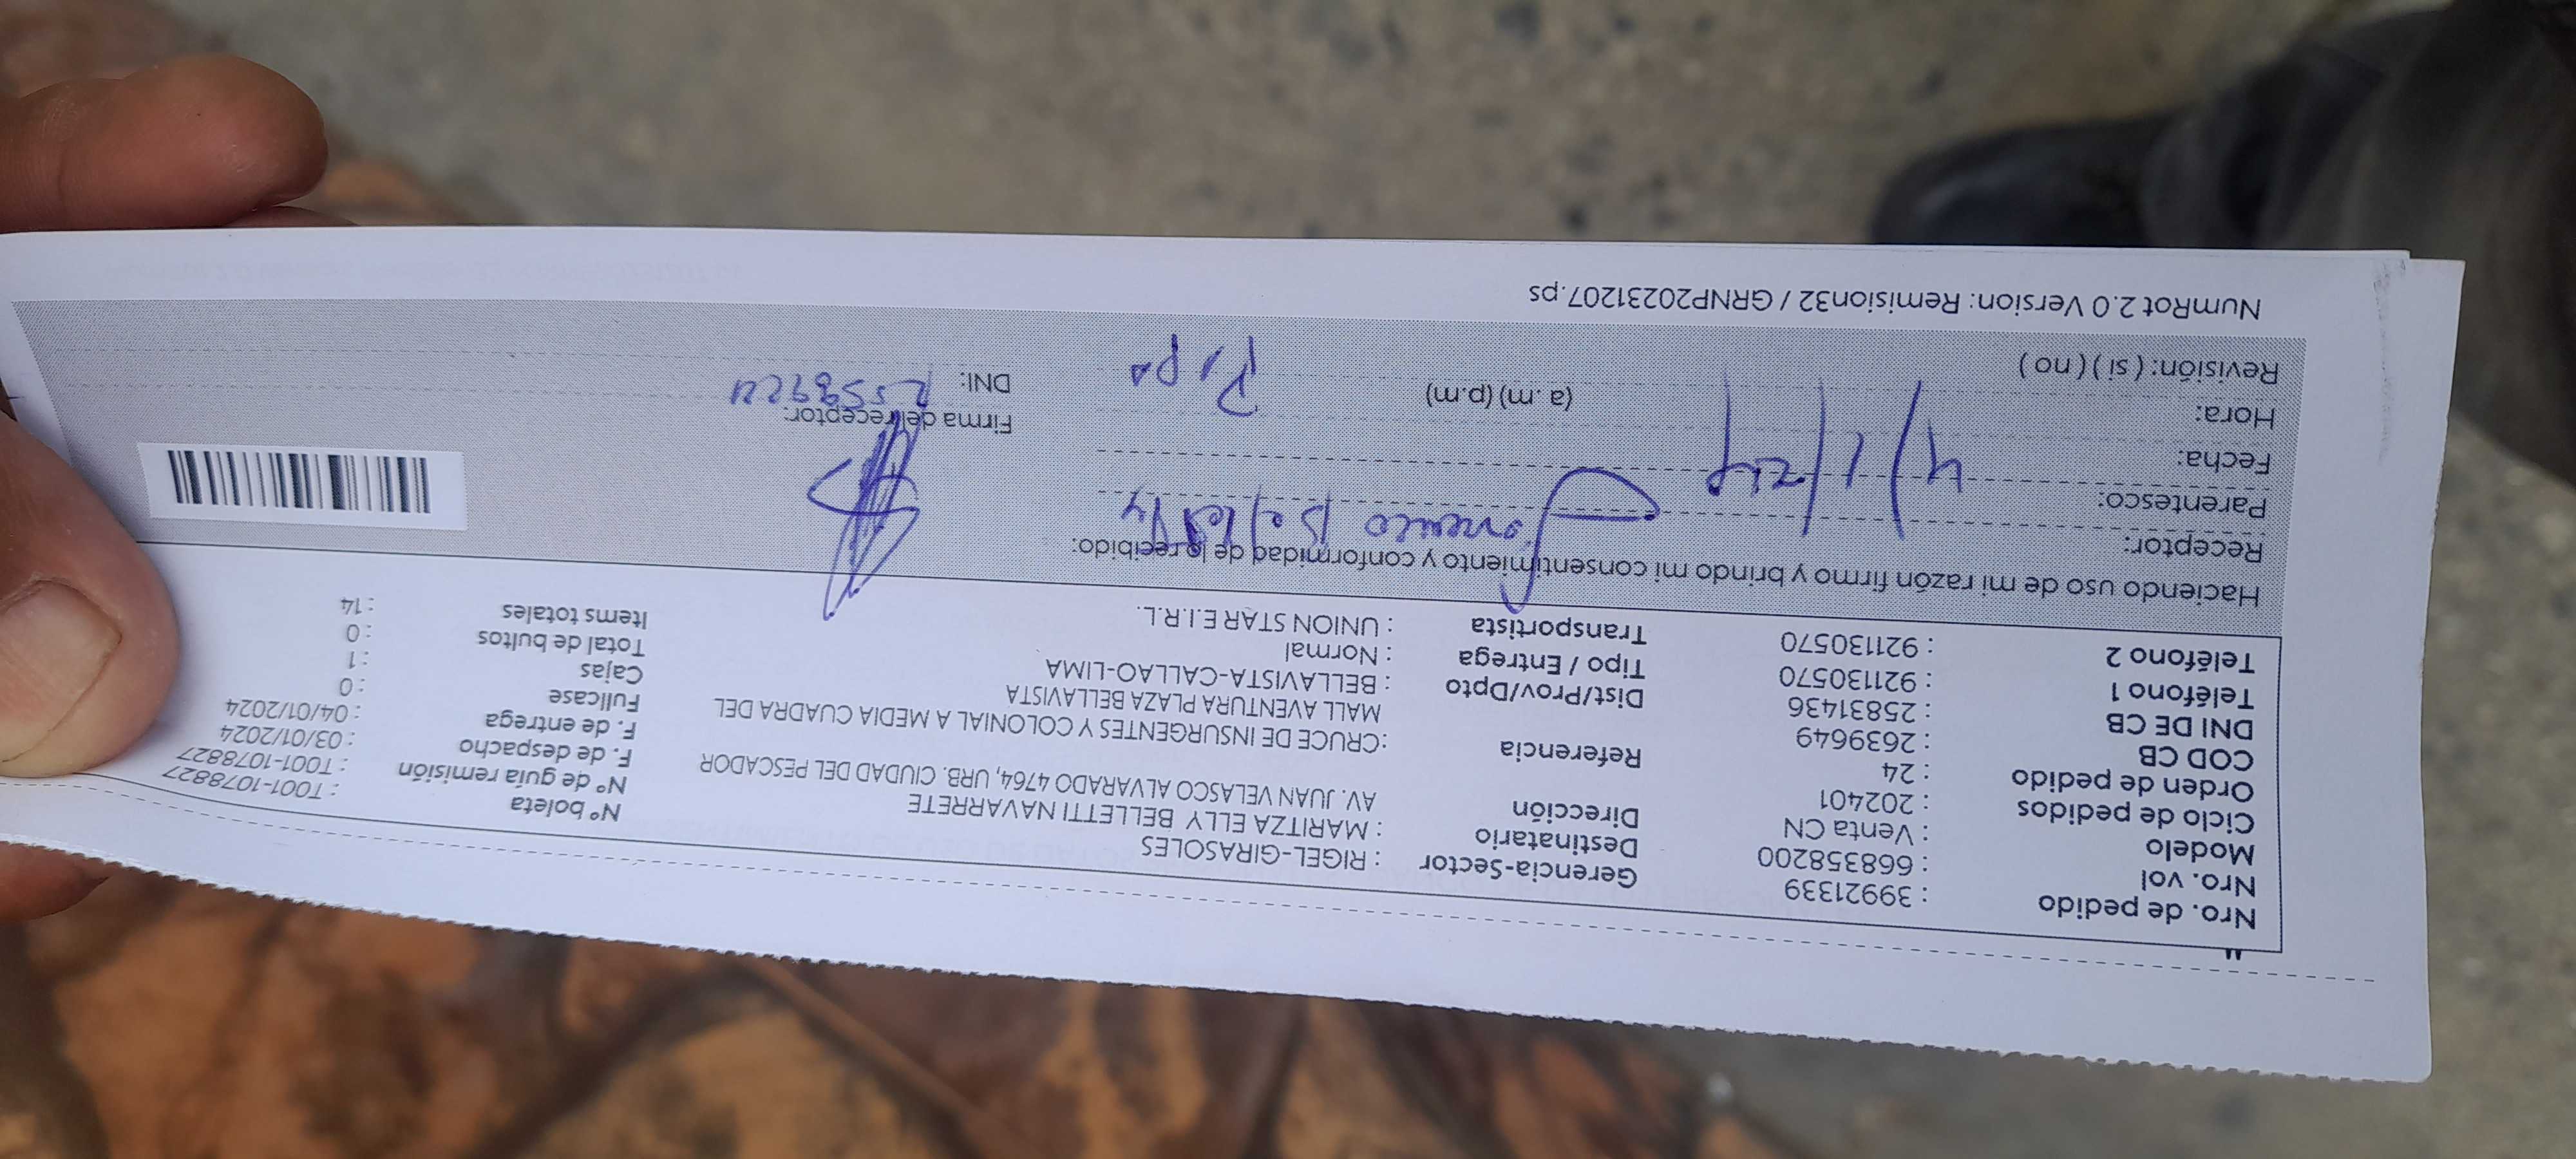 Nro. de pedido : 39921339 Gerencia-Sector : RIGEL-GIRASOLES Nº boleta : T001-1078827
Nro. vol : 668358200 Destinatario : MARITZA ELLY BELLETTI NAVARRETE Nº de guía remisión : T001-1078827
Modelo : Venta CN Dirección AV. JUAN VELASCO ALVARADO 4764, URB. CIUDAD DEL PESCADOR F. de despacho : 03/01/2024
Ciclo de pedidos : 202401 Referencia :CRUCE DE INSURGENTES Y COLONIAL A MEDIA CUADRA DEL F. de entrega : 04/01/2024
Orden de pedido : 24 MALL AVENTURA PLAZA BELLAVISTA Fullcase : 0
COD CB : 2639649 Dist/Prov/Dpto : BELLAVISTA-CALLAO-LIMA Cajas : 1
DNI DE CB : 25831436 Tipo / Entrega : Normal Total de bultos : 0
Teléfono 1 : 921130570 Transportista : UNION STAR E.I.R.L. Items totales : 14
Teléfono 2 : 921130570
Haciendo uso de mi razón firmo y brindo mi consentimiento y conformidad de lo recibido:
Receptor:
Parentesco:
Fecha: 4/1/24
Hora: (a .m) (p.m) Papa Firma del receptor:
Revisión: ( si ) ( no ) DNI:
NumRot 2.0 Version: Remision32 / GRNP20231207.ps